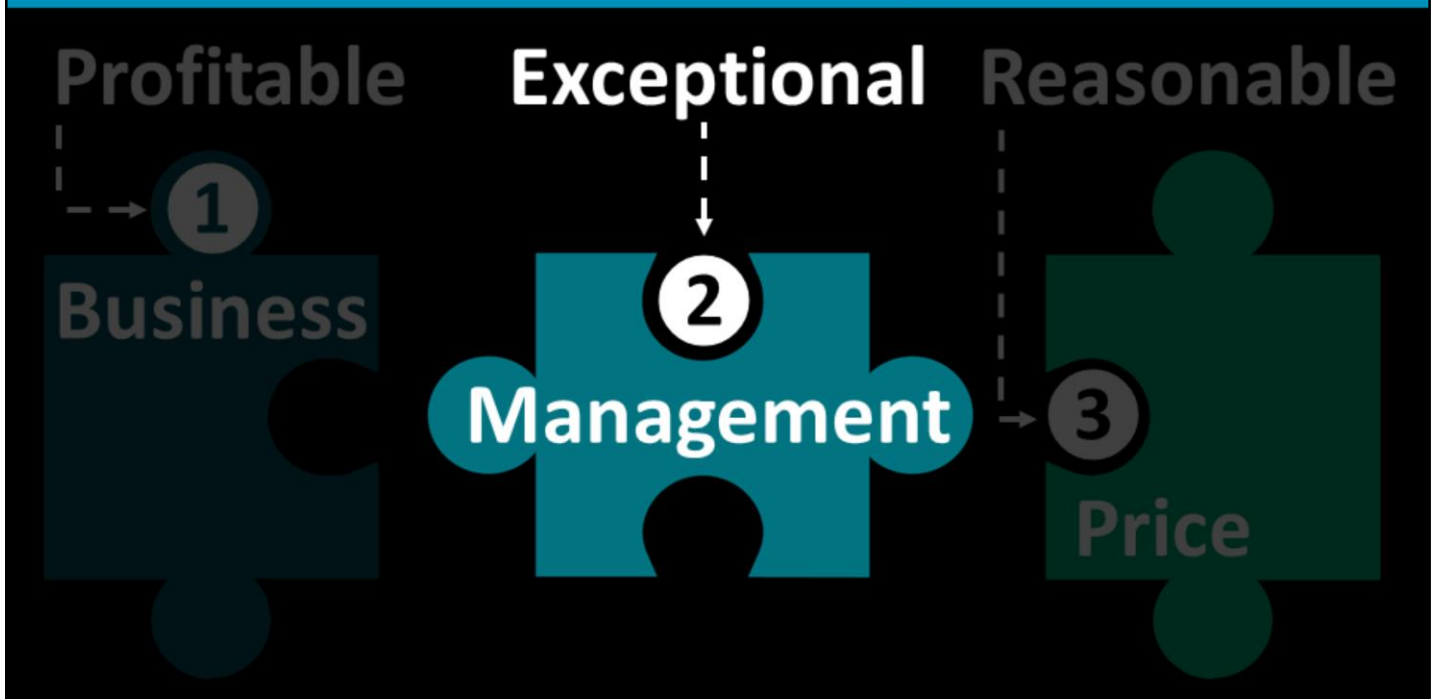 Profitable
1
Business
Exceptional
2
Management
Reasonable
3
Price